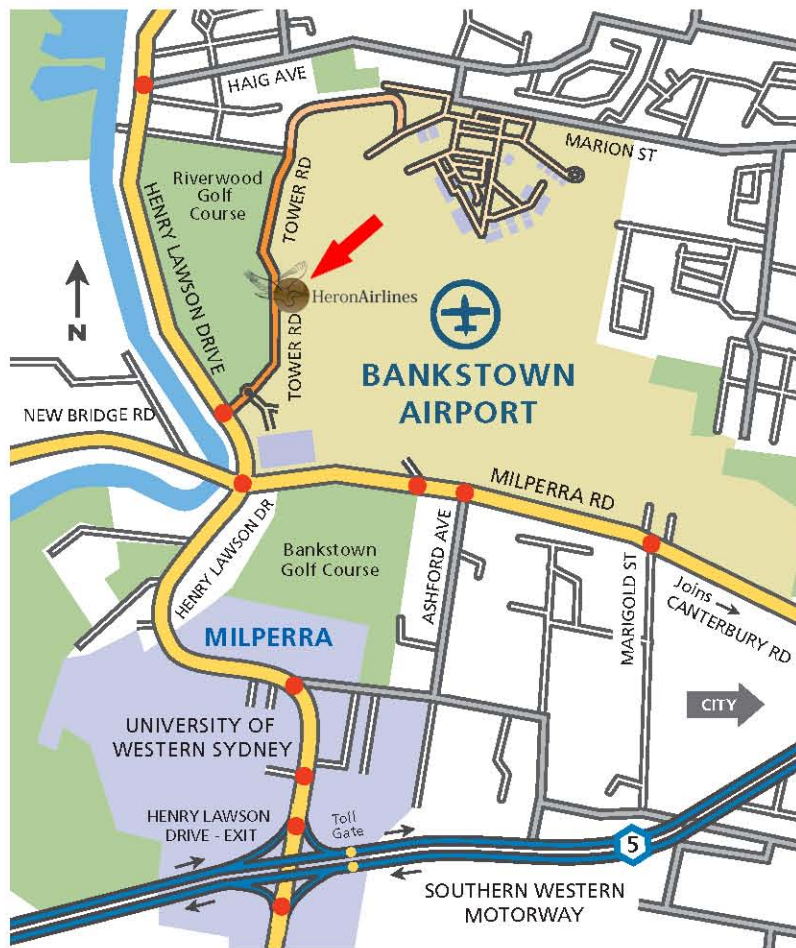 HAIG AVE
MARION ST
Riverwood
Golf
Course
TOWER RD
HENRY LAWSON DRIVE
HeronAirlines
N
TOWER RD
BANKSTOWN
AIRPORT
NEW BRIDGE RD
MILPERRA RD
HENRY LAWSON DR
Bankstown
Golf Course
ASHFORD AVE
MARIGOLD ST
Joins
CANTERBURY RD
MILPERRA
CITY
UNIVERSITY OF
WESTERN SYDNEY
HENRY LAWSON
DRIVE - EXIT
Toll
Gate
5
SOUTHERN WESTERN
MOTORWAY